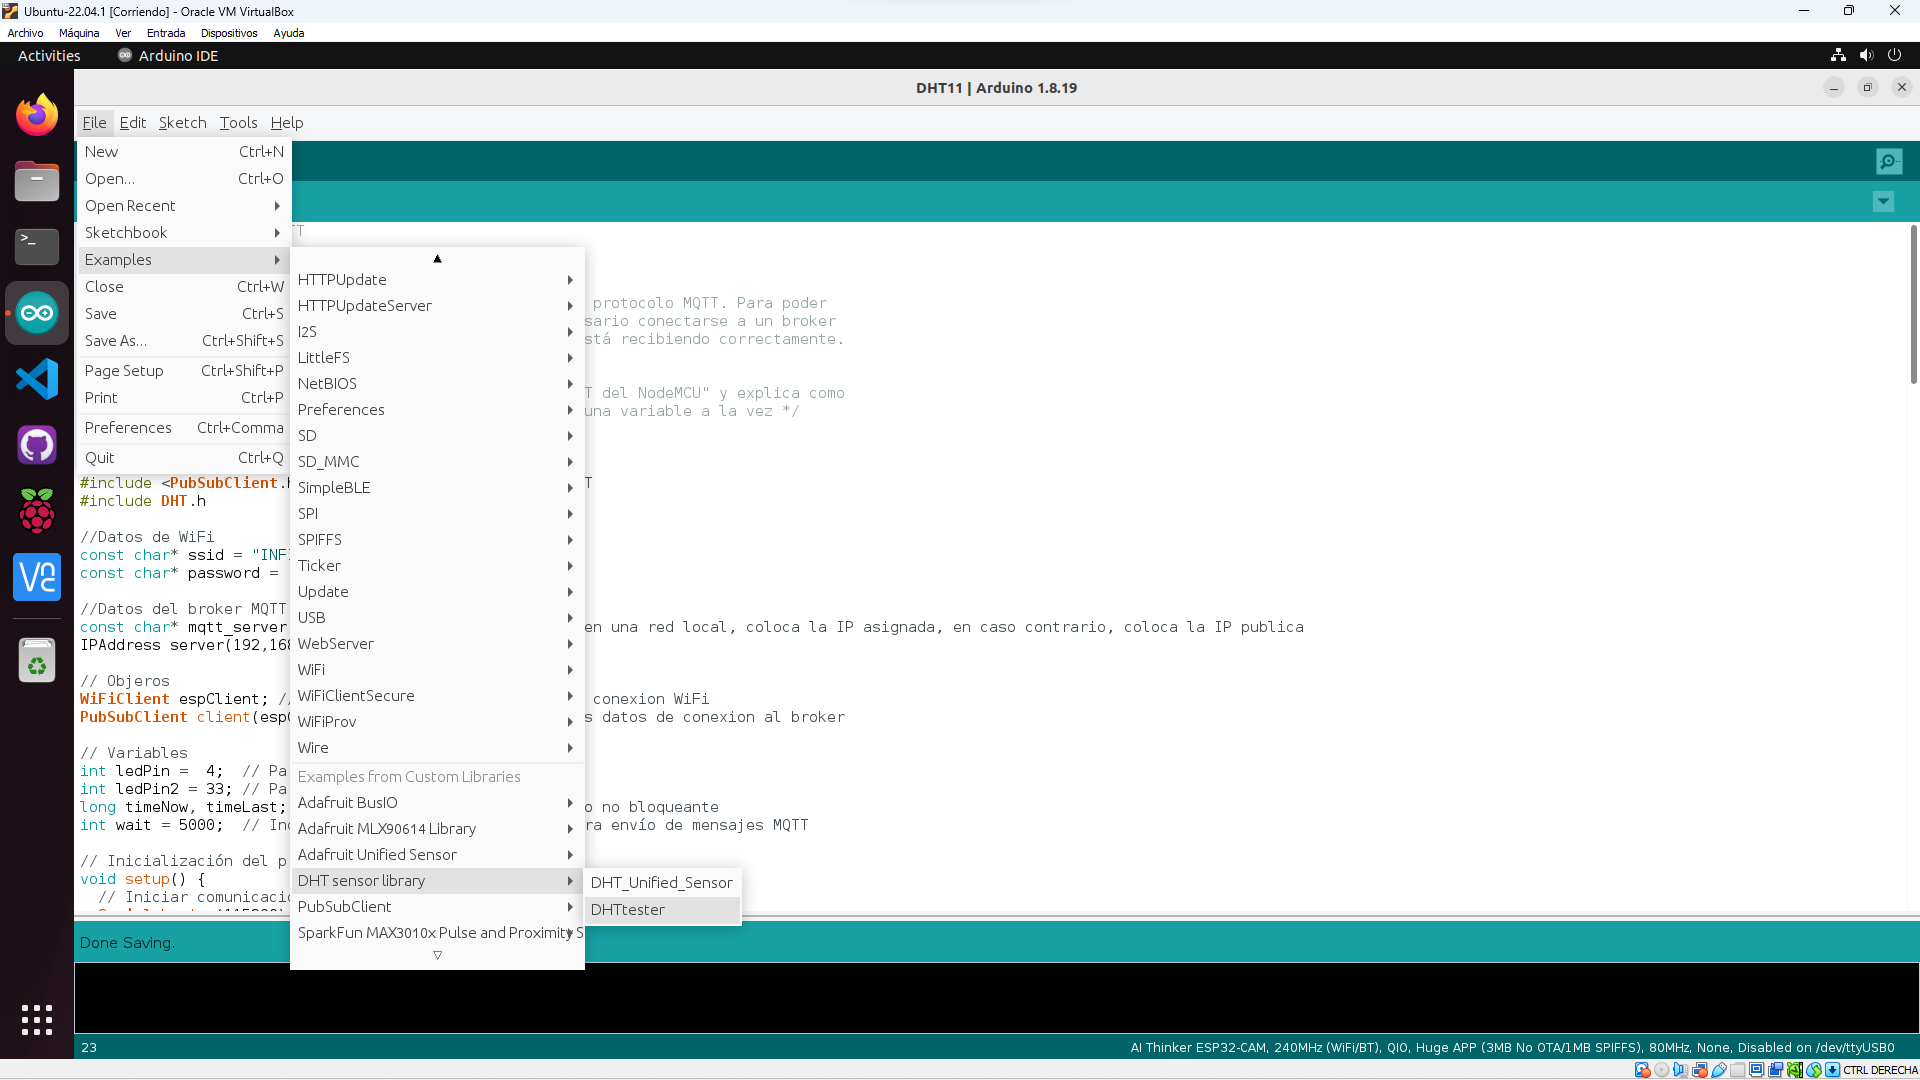 Ubuntu-22.04.1 [Corriendo] - Oracle VM VirtualBox
Archivo Máquina Ver Entrada Dispositivos Ayuda
Activities Arduino IDE
DHT11 | Arduino 1.8.19
File Edit Sketch Tools Help
New Ctrl+N
Open... Ctrl+O
Open Recent
Sketchbook
Examples
Close Ctrl+W
Save Ctrl+S
Save As... Ctrl+Shift+S
Page Setup Ctrl+Shift+P
Print Ctrl+P
Preferences Ctrl+Comma
Quit Ctrl+Q
HTTPUpdate
HTTPUpdateServer
I2S
LittleFS
NetBIOS
Preferences
SD
SD_MMC
SimpleBLE
SPI
SPIFFS
Ticker
Update
USB
WebServer
WiFi
WiFiClientSecure
WiFiProv
Wire
Examples from Custom Libraries
Adafruit BusIO
Adafruit MLX90614 Library
Adafruit Unified Sensor
DHT sensor library
PubSubClient
SparkFun MAX3010x Pulse and Proximity S
DHT_Unified_Sensor
DHTtester
protocolo MQTT. Para poder
sario conectarse a un broker
stá recibiendo correctamente.
T del NodeMCU" y explica como
una variable a la vez */
#include <PubSubClient.h
#include DHT.h
//Datos de WiFi
const char* ssid = "INF
const char* password =
//Datos del broker MQTT
const char* mqtt_server en una red local, coloca la IP asignada, en caso contrario, coloca la IP publica
IPAddress server(192,168
// Objeros
WiFiClient espClient; // conexion WiFi
PubSubClient client(esp s datos de conexion al broker
// Variables
int ledPin = 4; // Pa
int ledPin2 = 33; // Pa
long timeNow, timeLast; o no bloqueante
int wait = 5000; // In ra envío de mensajes MQTT
// Inicialización del p
void setup() {
// Iniciar comunicaci
Done Saving.
23
AI Thinker ESP32-CAM, 240MHz (WiFi/BT), QIO, Huge APP (3MB No OTA/1MB SPIFFS), 80MHz, None, Disabled on /dev/ttyUSB0
CTRL DERECHA